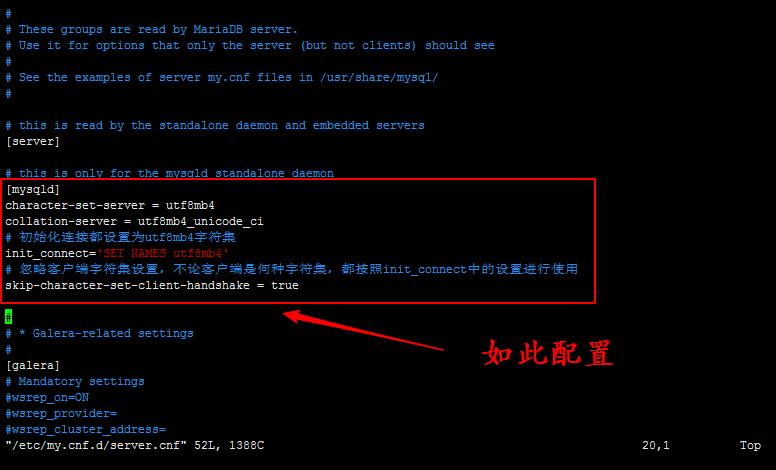 #
# These groups are read by MariaDB server.
# Use it for options that only the server (but not clients) should see
#
# See the examples of server my.cnf files in /usr/share/mysql/
#
# this is read by the standalone daemon and embedded servers
[server]
# this is only for the mysqld standalone daemon
[mysqld]
character-set-server = utf8mb4
collation-server = utf8mb4_unicode_ci
# 初始化连接都设置为utf8mb4字符集
init_connect='SET NAMES utf8mb4'
# 忽略客户端字符集设置，不论客户端是何种字符集，都按照init_connect中的设置进行使用
skip-character-set-client-handshake = true
#
# * Galera-related settings
#
如此配置
[galera]
# Mandatory settings
#wsrep_on=ON
#wsrep_provider=
#wsrep_cluster_address=
"/etc/my.cnf.d/server.cnf" 52L, 1388C 20,1 Top